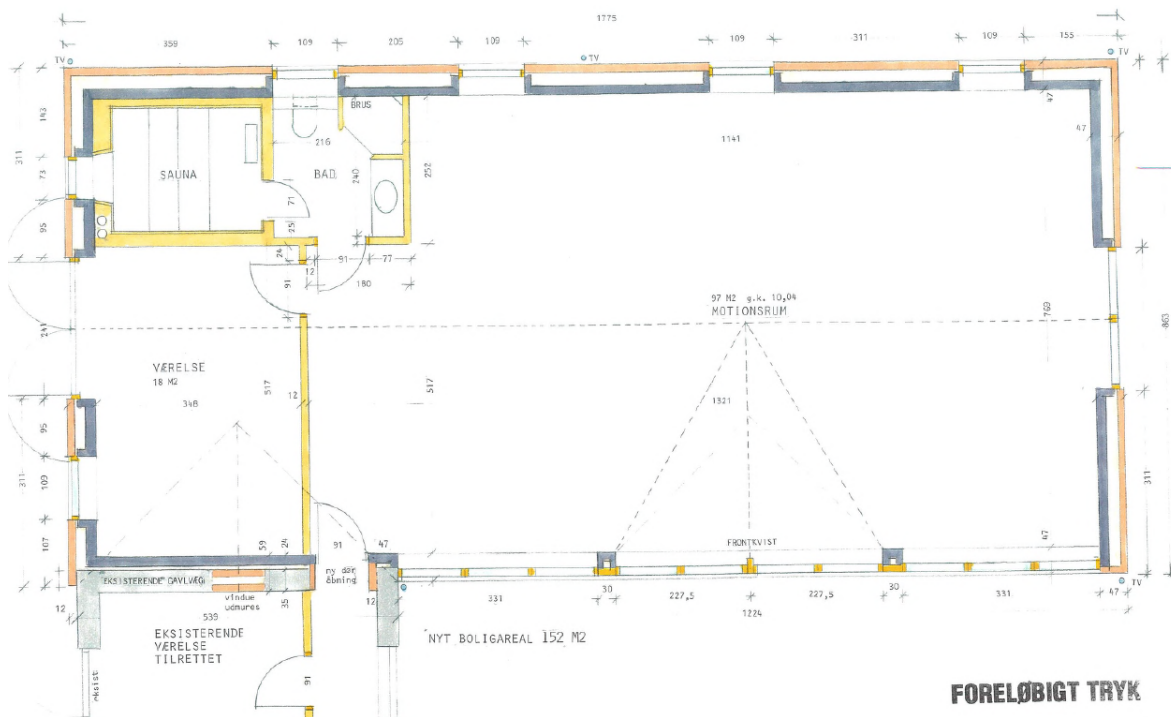 1775
359
109
205
109
109
311
109
155
TV
TV
TV
143
311
73
95
241
95
311
109
107
BRUS
216
SAUNA
BAD
240
252
71
25
24
12
91
77
91
180
1141
47
47
97 M2 g.k. 10,04
MOTIONSRUM
769
863
VÆRELSE
18 M2
517
12
348
517
1321
311
47
59
24
91
47
FRONTKVIST
EKSISTERENDE GAVLVÆG
ny dør
åbning
vindue
udmures
35
12
12
539
331
30
227,5
227,5
30
331
47
1224
TV
EKSISTERENDE
VÆRELSE
TILRETTET
NYT BOLIGAREAL 152 M2
eksist
91
FORELØBIGT TRYK